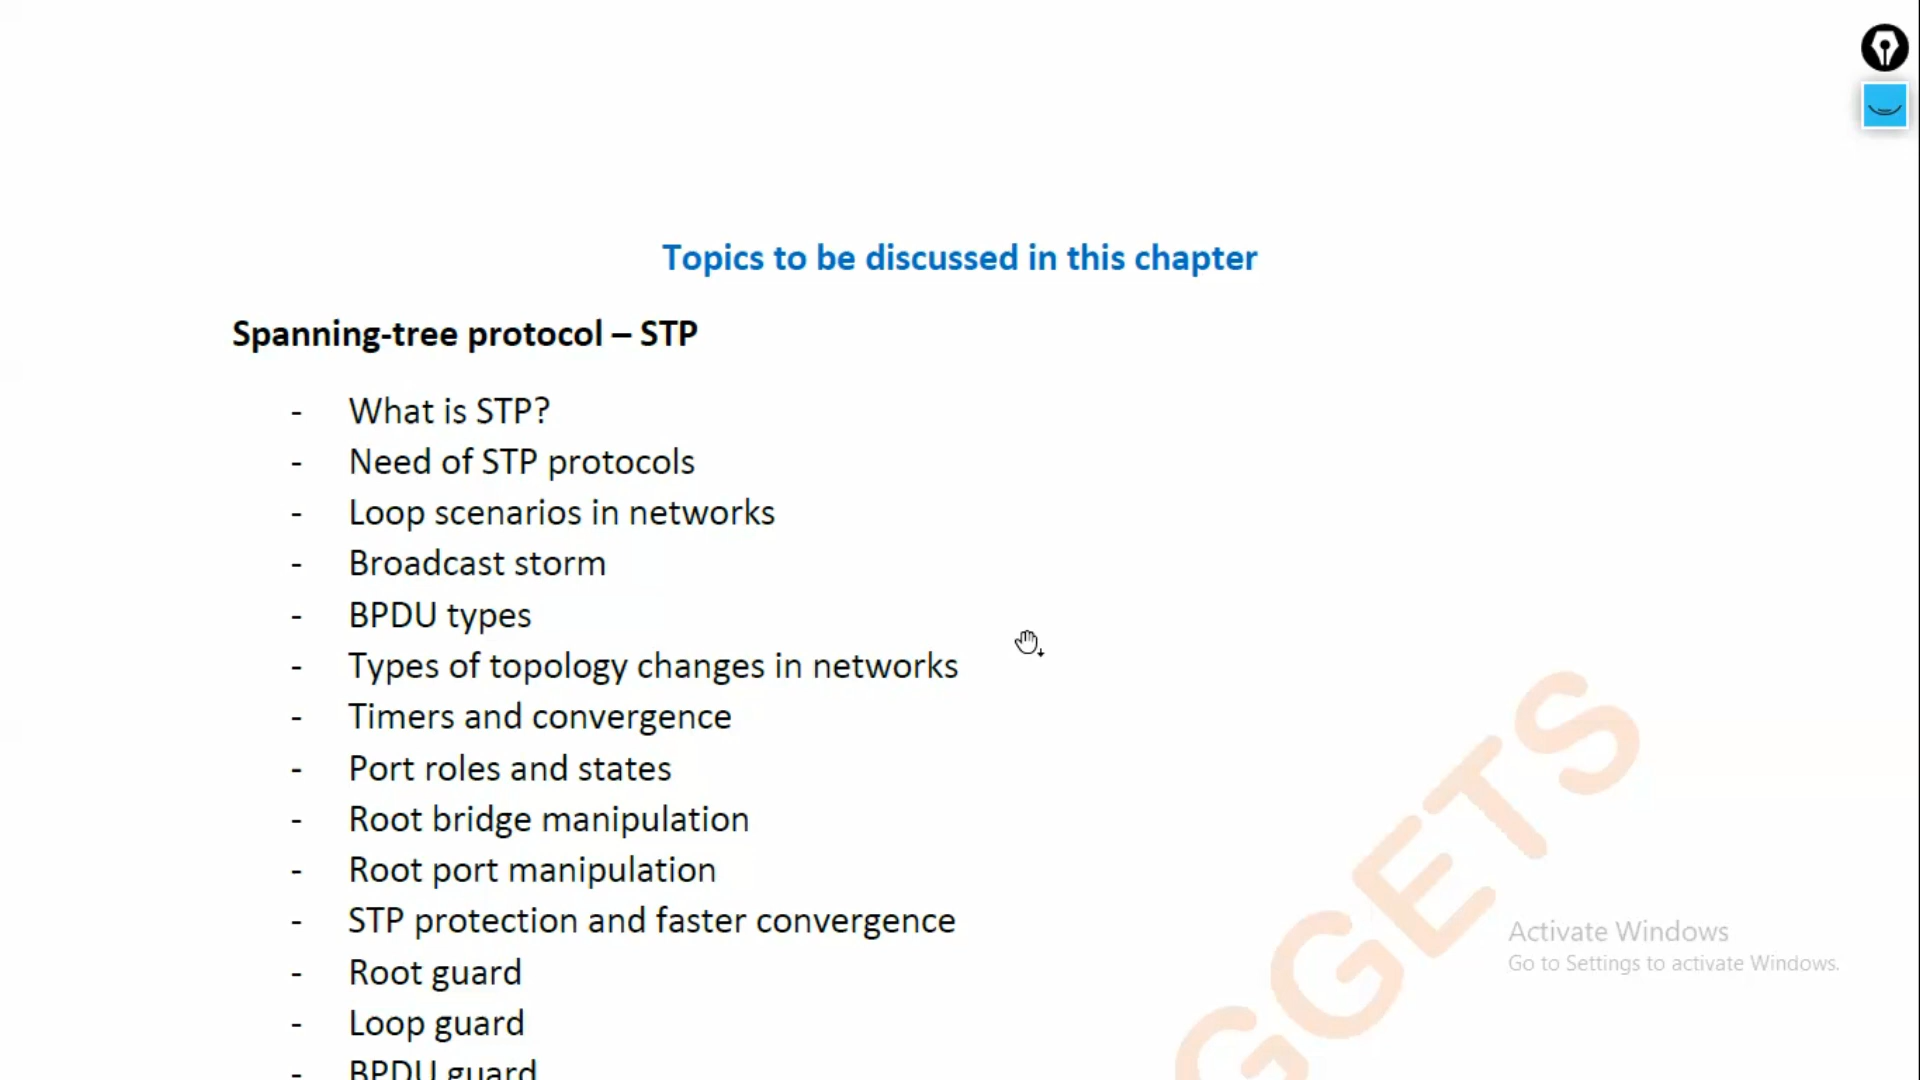 Topics to be discussed in this chapter
Spanning-tree protocol – STP
- What is STP?
- Need of STP protocols
- Loop scenarios in networks
- Broadcast storm
- BPDU types
- Types of topology changes in networks
- Timers and convergence
- Port roles and states
- Root bridge manipulation
- Root port manipulation
- STP protection and faster convergence
- Root guard
- Loop guard
- BPDU guard
GGETS
Activate Windows
Go to Settings to activate Windows.